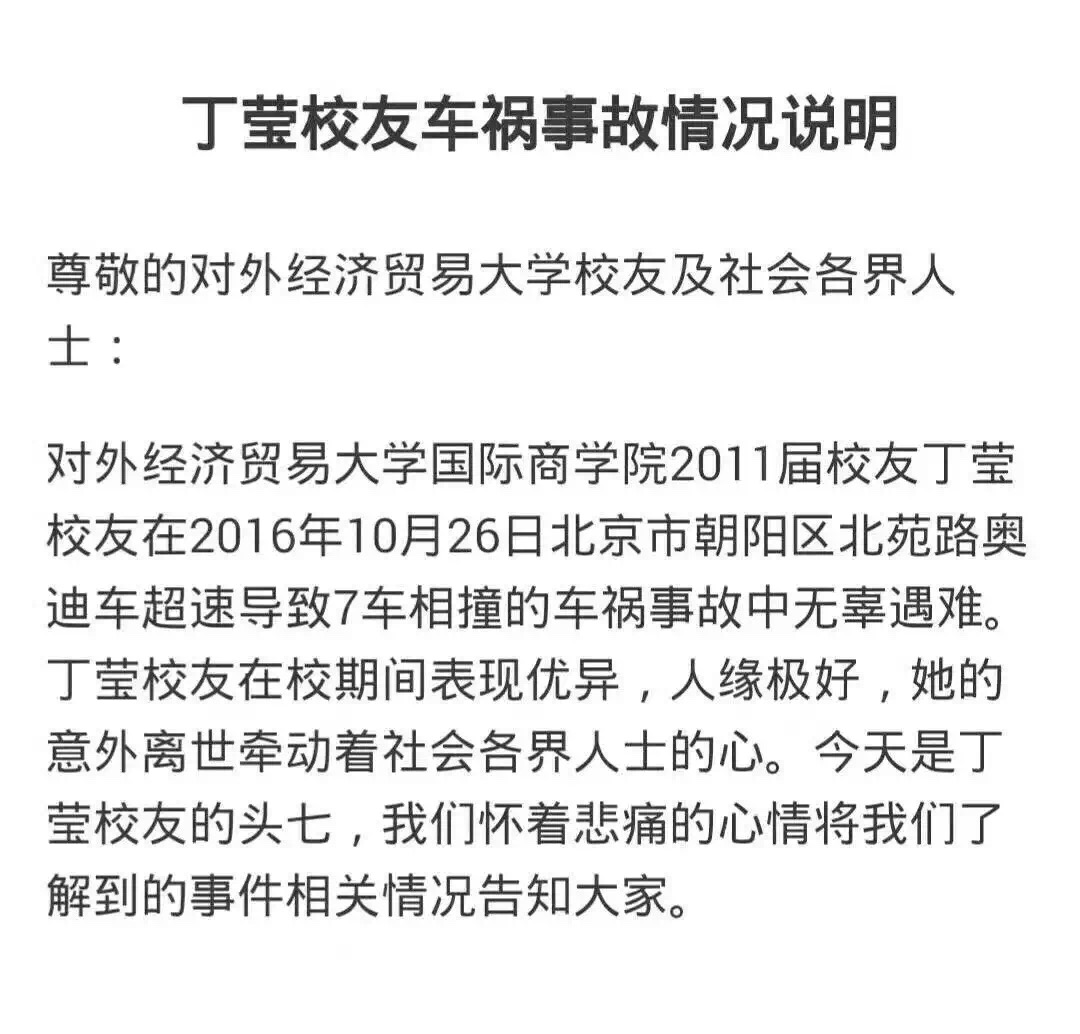 丁莹校友车祸事故情况说明
尊敬的对外经济贸易大学校友及社会各界人
士：
对外经济贸易大学国际商学院2011届校友丁莹
校友在2016年10月26日北京市朝阳区北苑路奥
迪车超速导致7车相撞的车祸事故中无辜遇难。
丁莹校友在校期间表现优异，人缘极好，她的
意外离世牵动着社会各界人士的心。今天是丁
莹校友的头七，我们怀着悲痛的心情将我们了
解到的事件相关情况告知大家。